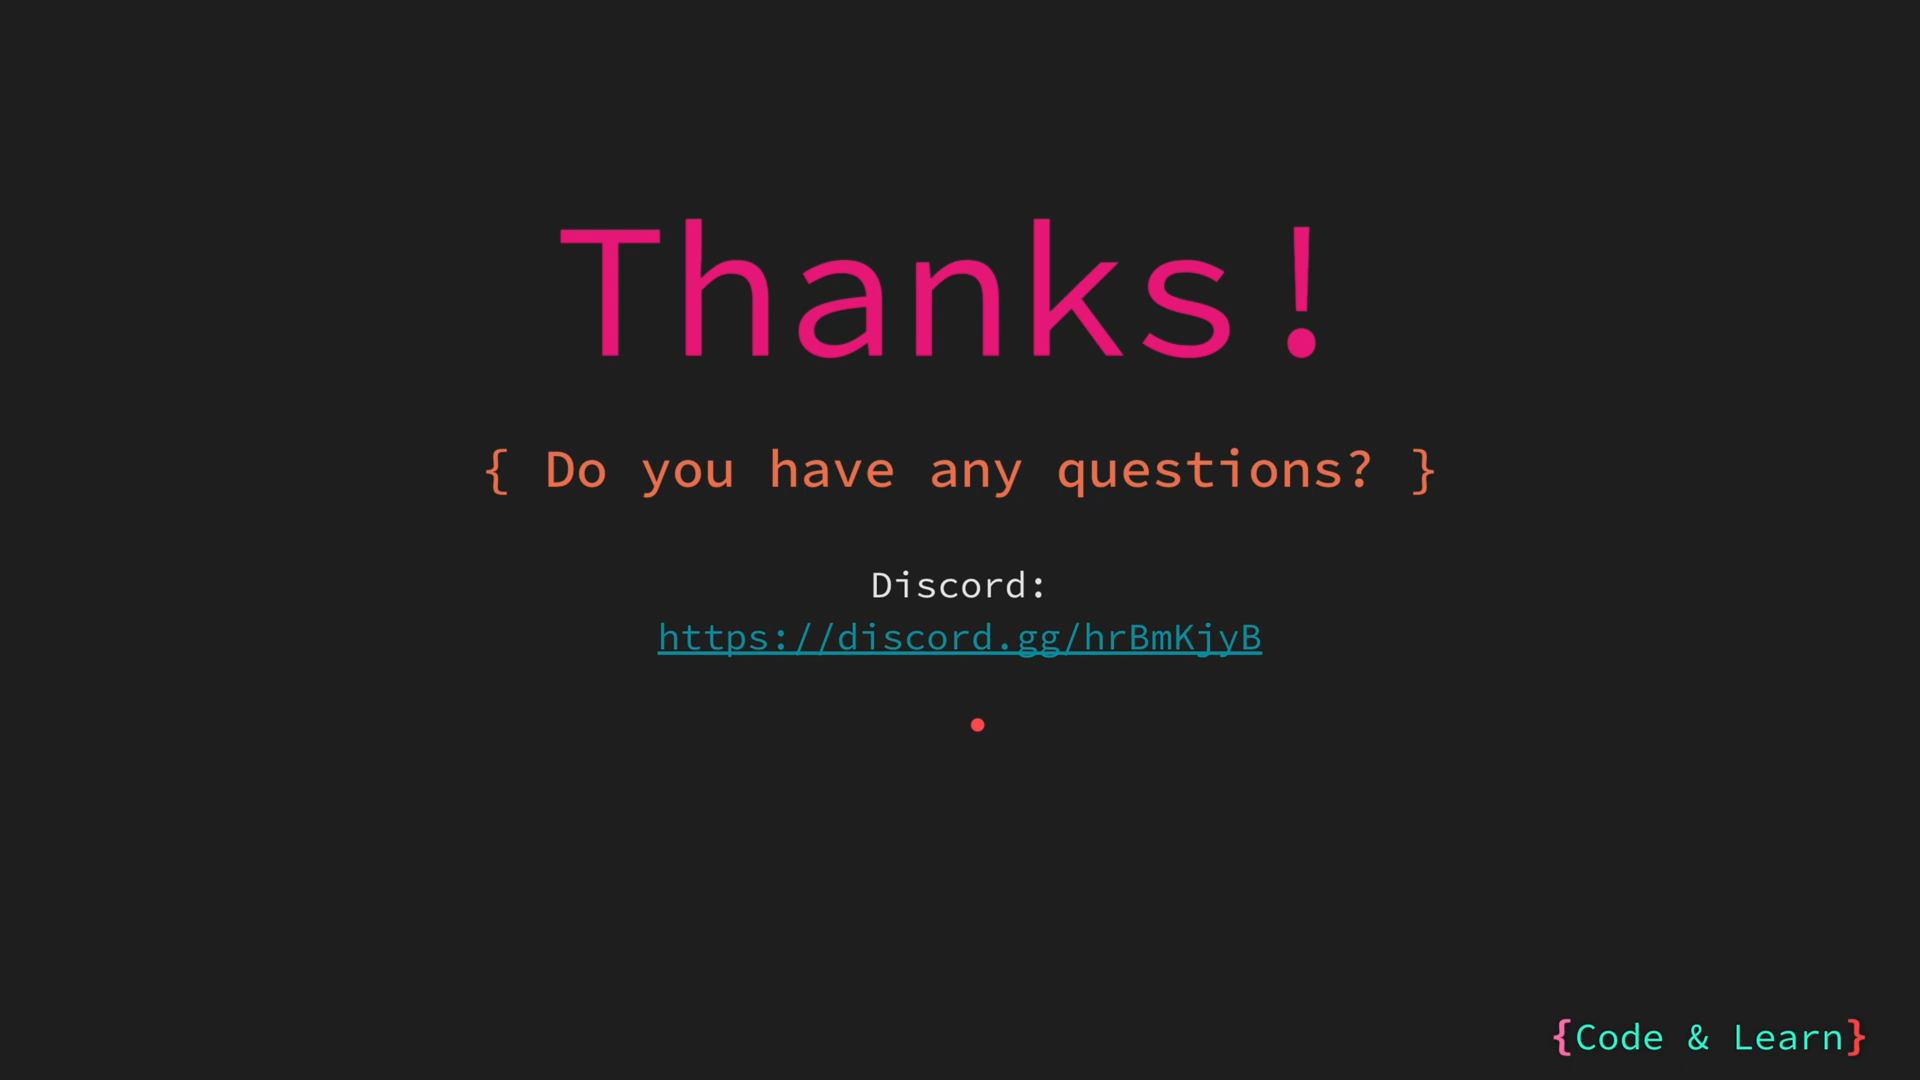 Thanks!
{ Do you have any questions? }
Discord:
https://discord.gg/hrBmKjyB
{Code & Learn}